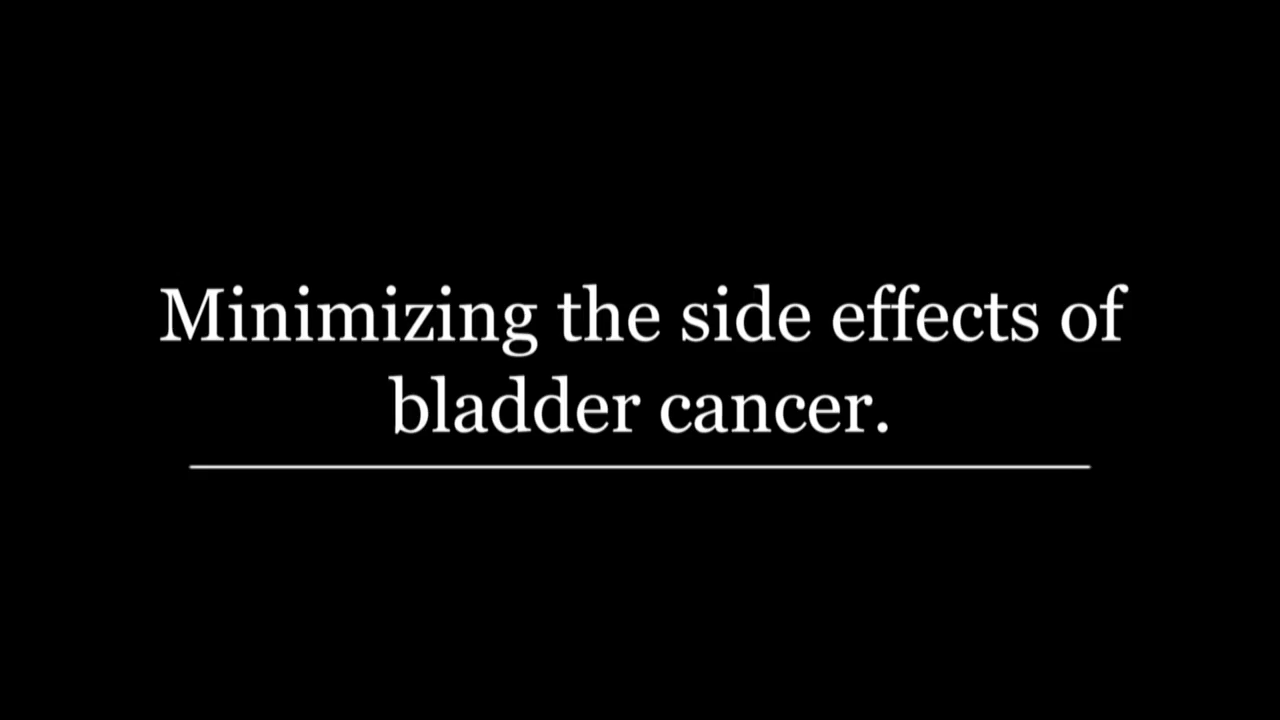 Minimizing the side effects of
bladder cancer.